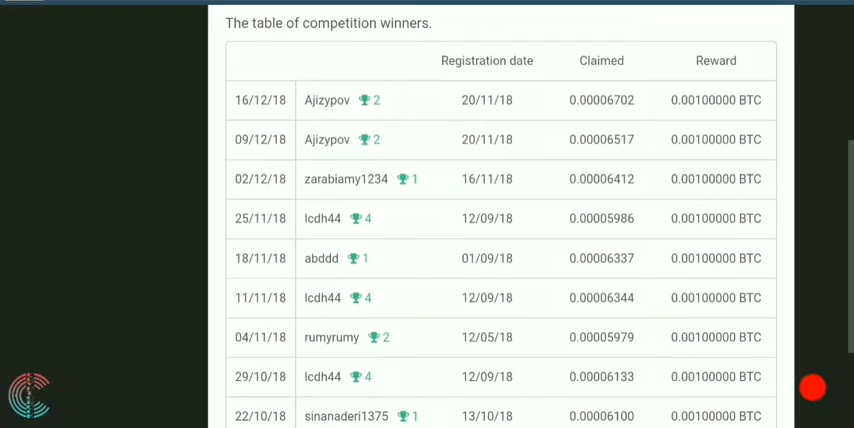 The table of competition winners.
Registration date Claimed Reward
16/12/18 Ajizypov 2 20/11/18 0.00006702 0.00100000 BTC
09/12/18 Ajizypov 2 20/11/18 0.00006517 0.00100000 BTC
02/12/18 zarabiamy1234 1 16/11/18 0.00006412 0.00100000 BTC
25/11/18 lcdh44 4 12/09/18 0.00005986 0.00100000 BTC
18/11/18 abddd 1 01/09/18 0.00006337 0.00100000 BTC
11/11/18 lcdh44 4 12/09/18 0.00006344 0.00100000 BTC
04/11/18 rumyrumy 2 12/05/18 0.00005979 0.00100000 BTC
29/10/18 lcdh44 4 12/09/18 0.00006133 0.00100000 BTC
22/10/18 sinanaderi1375 1 13/10/18 0.00006100 0.00100000 BTC